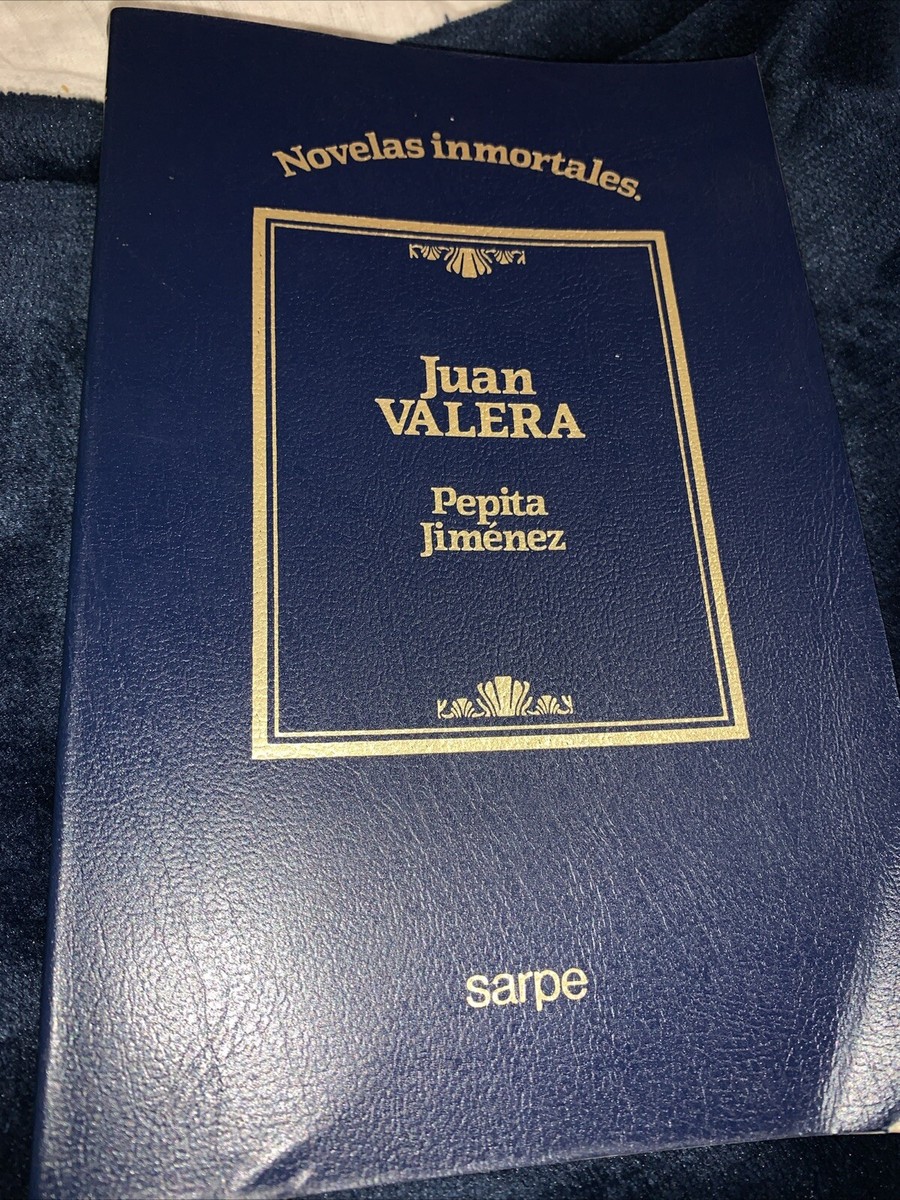 Novelas inmortales.
Juan
VALERA
Pepita
Jiménez
sarpe